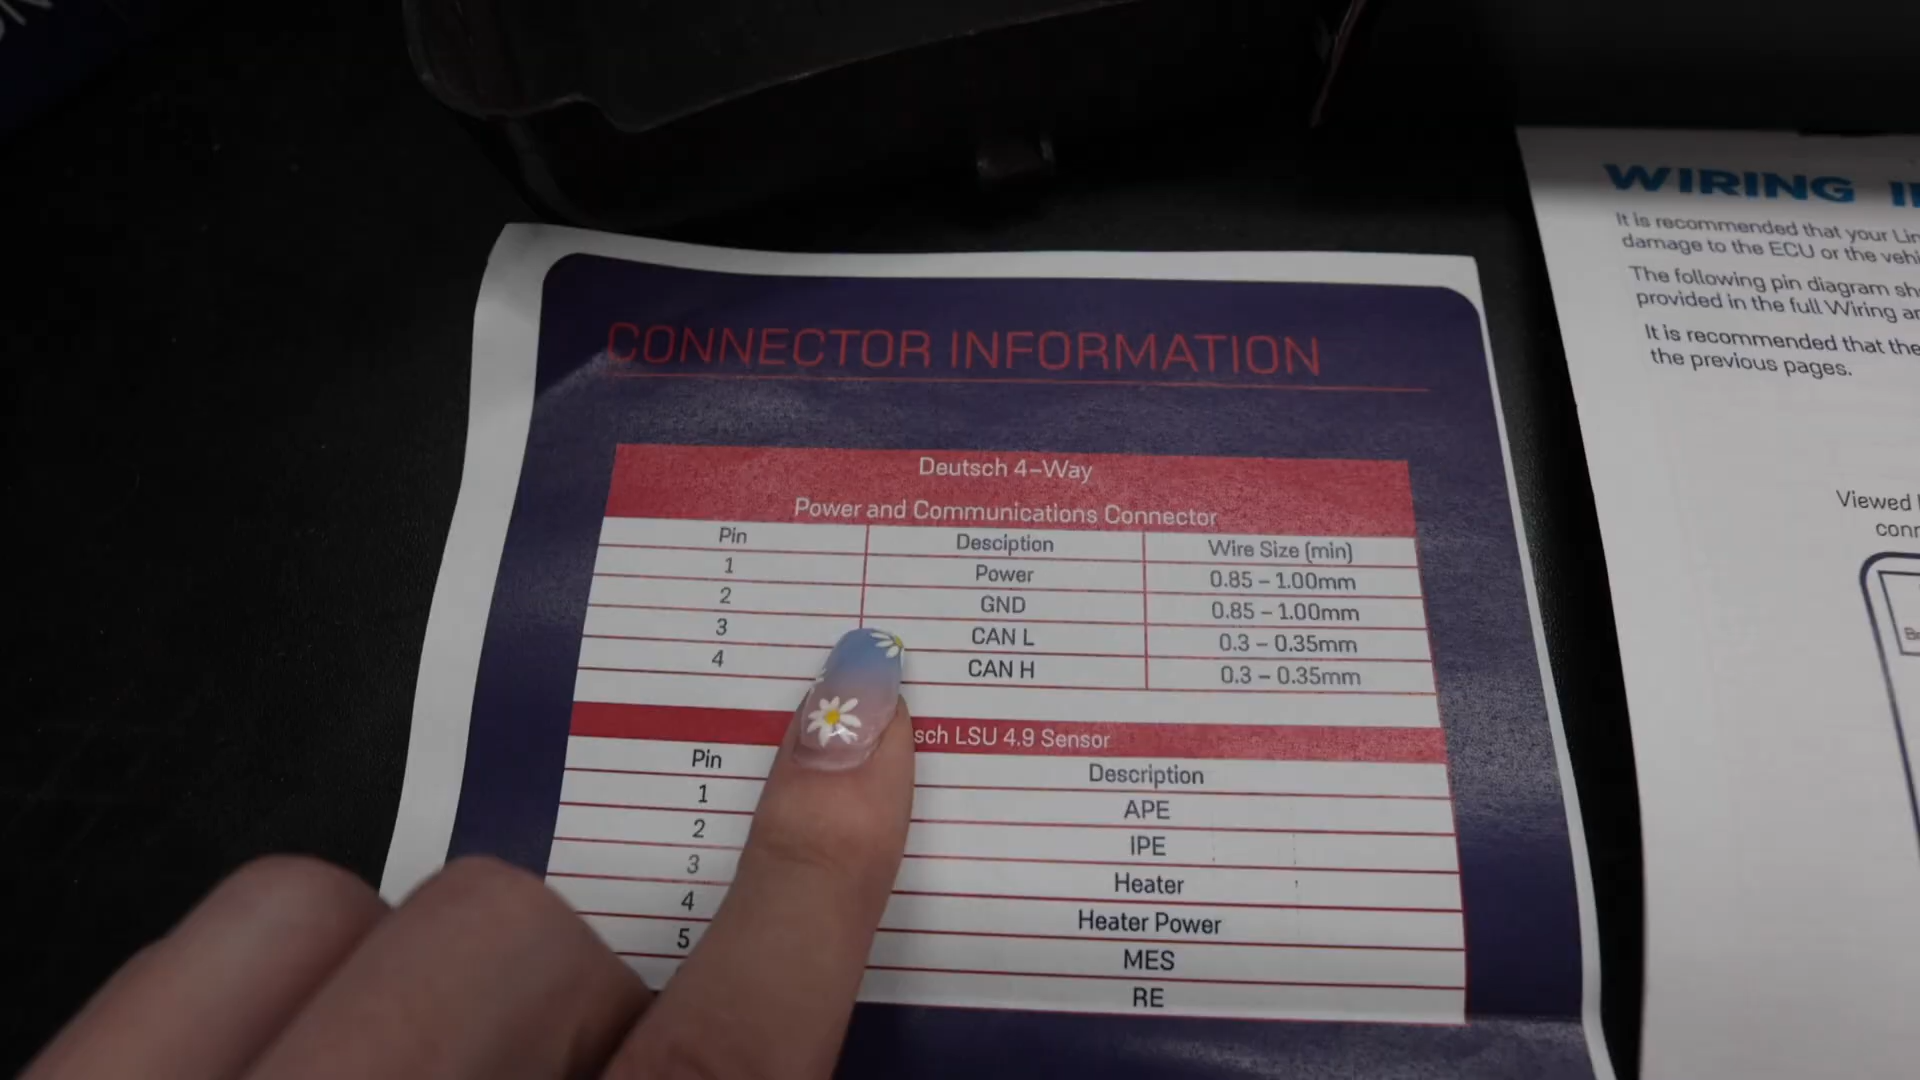 CONNECTOR INFORMATION
Deutsch 4-Way
Power and Communications Connector
Pin Desciption Wire Size (min)
1 Power 0.85 – 1.00mm
2 GND 0.85 – 1.00mm
3 CAN L 0.3 – 0.35mm
4 CAN H 0.3 – 0.35mm
sch LSU 4.9 Sensor
Pin Description
1 APE
2 IPE
3 Heater
4 Heater Power
5 MES
RE
WIRING
It is recommended that your
damage to the ECU or the
The following pin diagram
provided in the full Wiring
It is recommended that the
the previous pages.
Viewed